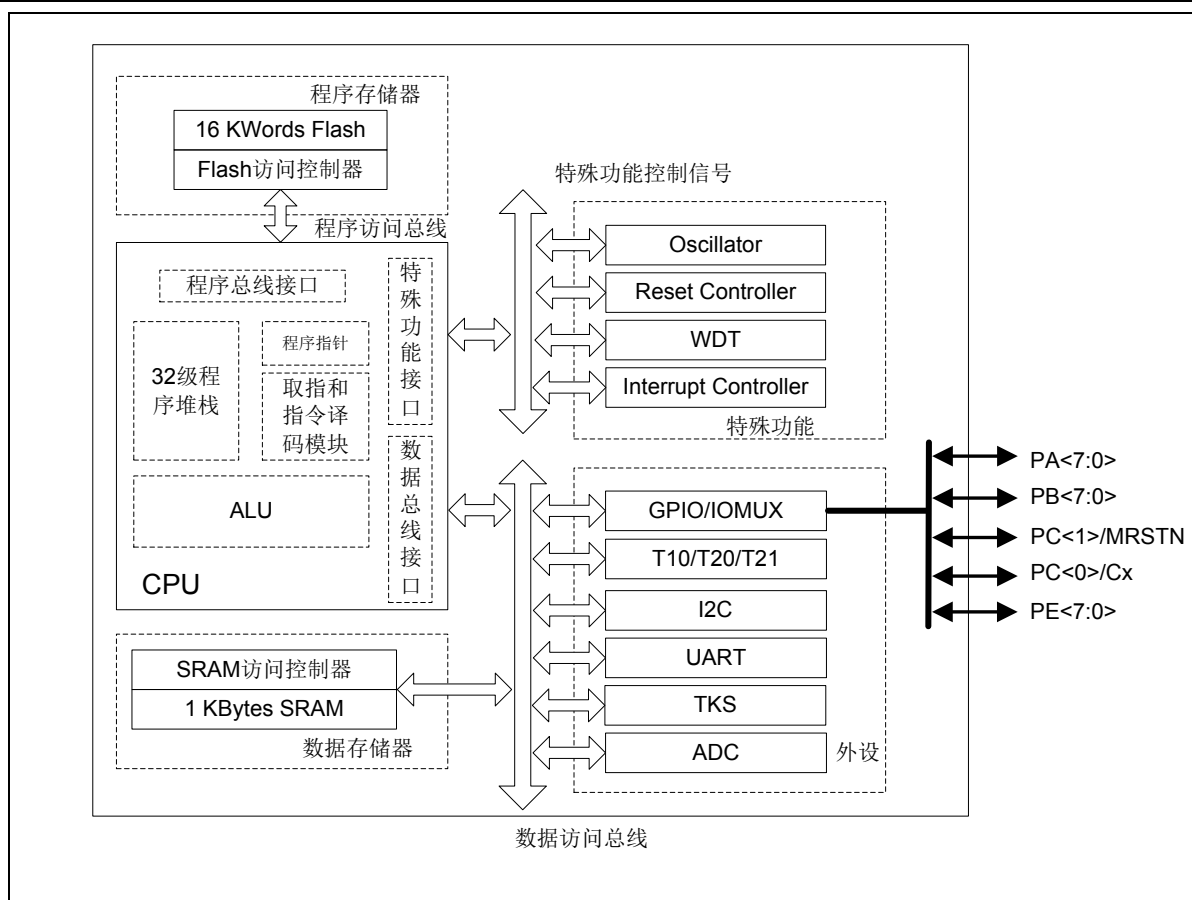 程序存储器
16 KWords Flash
Flash访问控制器
程序访问总线
程序总线接口
32级程
序堆栈
程序指针
取指和
指令译
码模块
ALU
CPU
特
殊
功
能
接
口
数
据
总
线
接
口
SRAM访问控制器
1 KBytes SRAM
数据存储器
特殊功能控制信号
Oscillator
Reset Controller
WDT
Interrupt Controller
特殊功能
GPIO/IOMUX
T10/T20/T21
I2C
UART
TKS
ADC
外设
数据访问总线
PA<7:0>
PB<7:0>
PC<1>/MRSTN
PC<0>/Cx
PE<7:0>